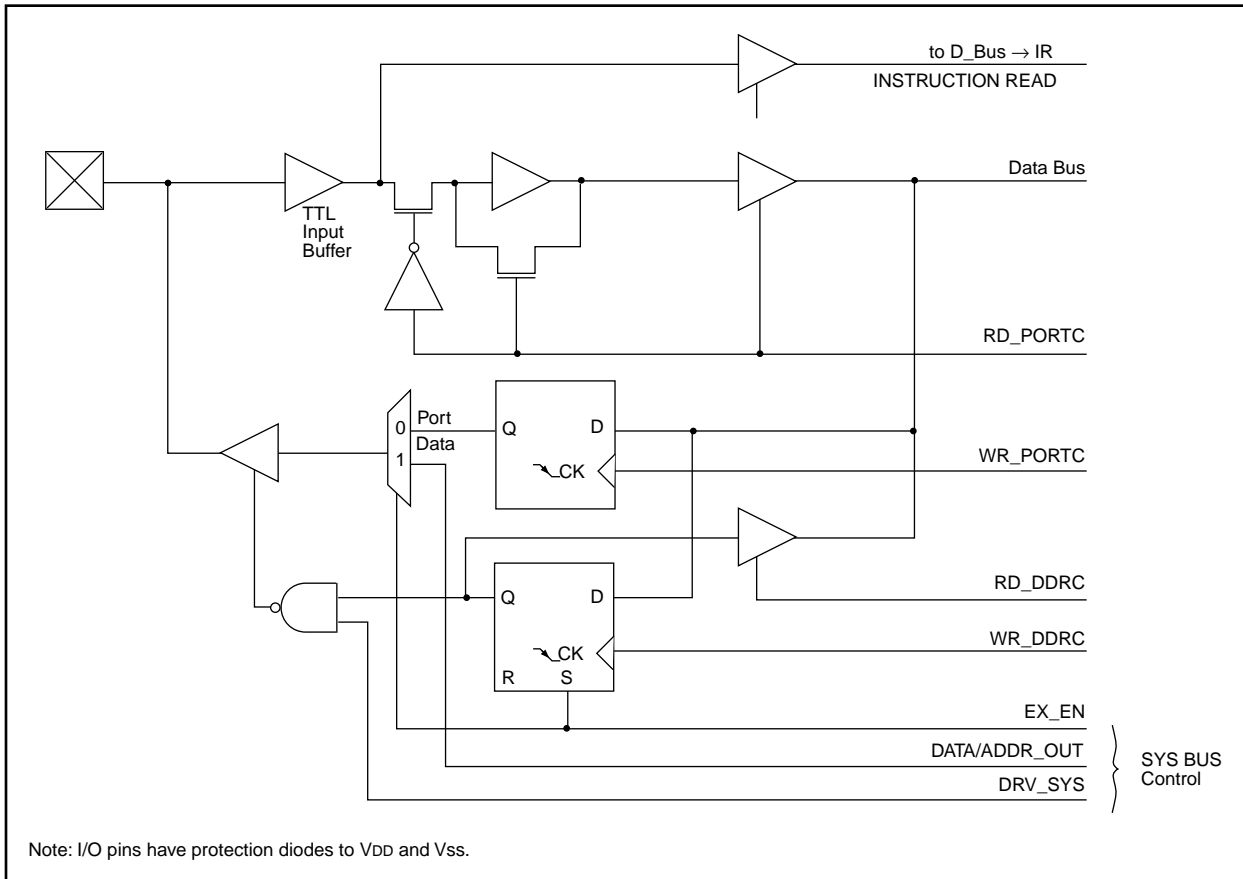 to D_Bus → IR
INSTRUCTION READ
Data Bus
TTL
Input
Buffer
RD_PORTC
0
Port
Data
1
Q
D
CK
WR_PORTC
RD_DDRC
Q
D
CK
R
S
WR_DDRC
EX_EN
DATA/ADDR_OUT
DRV_SYS
SYS BUS
Control
Note: I/O pins have protection diodes to VDD and Vss.